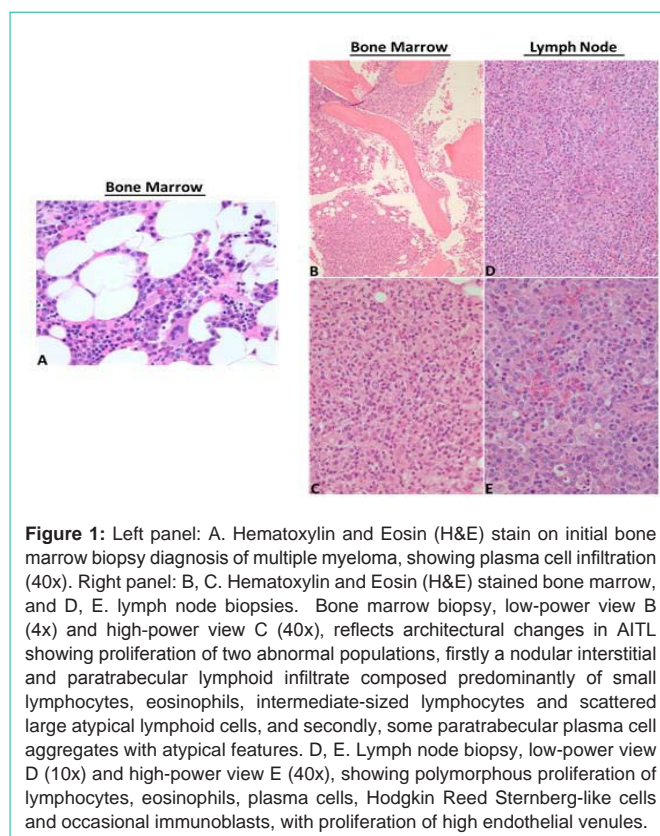 Bone Marrow
Lymph Node
Bone Marrow
A
B
D
C
E
Figure 1: Left panel: A. Hematoxylin and Eosin (H&E) stain on initial bone
marrow biopsy diagnosis of multiple myeloma, showing plasma cell infiltration
(40x). Right panel: B, C. Hematoxylin and Eosin (H&E) stained bone marrow,
and D, E. lymph node biopsies. Bone marrow biopsy, low-power view B
(4x) and high-power view C (40x), reflects architectural changes in AITL
showing proliferation of two abnormal populations, firstly a nodular interstitial
and paratrabecular lymphoid infiltrate composed predominantly of small
lymphocytes, eosinophils, intermediate-sized lymphocytes and scattered
large atypical lymphoid cells, and secondly, some paratrabecular plasma cell
aggregates with atypical features. D, E. Lymph node biopsy, low-power view
D (10x) and high-power view E (40x), showing polymorphous proliferation of
lymphocytes, eosinophils, plasma cells, Hodgkin Reed Sternberg-like cells
and occasional immunoblasts, with proliferation of high endothelial venules.